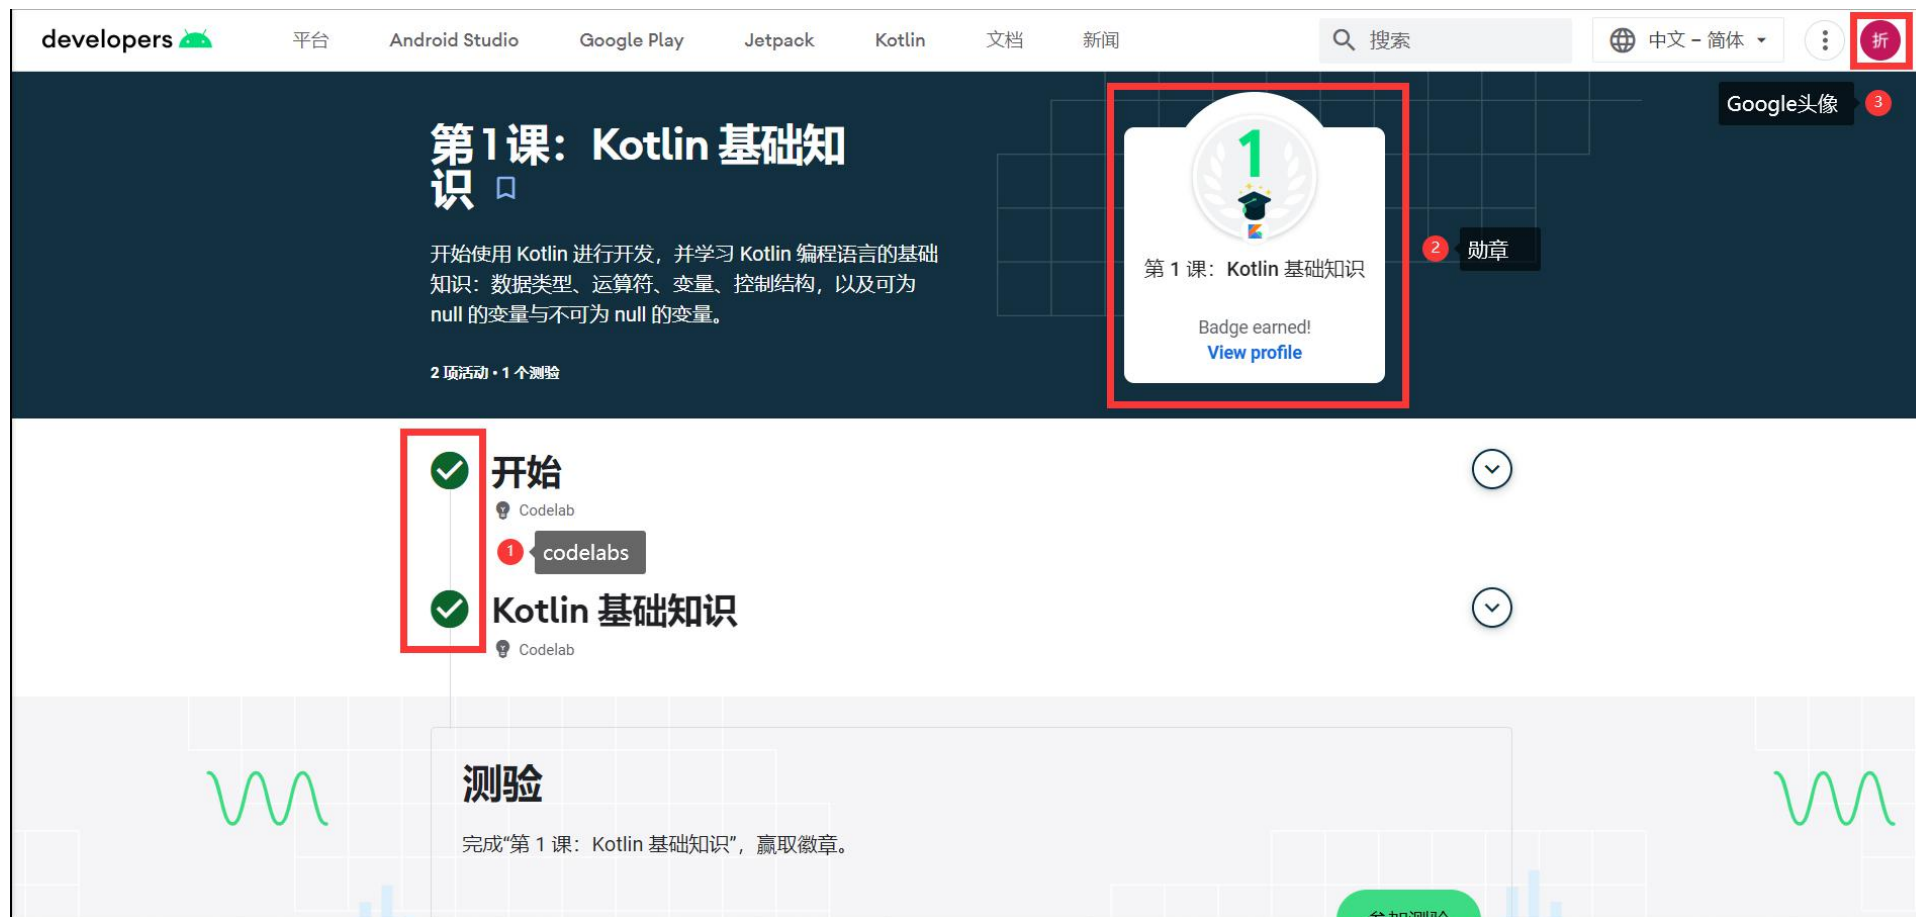 developers 平台 Android Studio Google Play Jetpack Kotlin 文档 新闻 搜索 中文 – 简体 折
Google头像 3
第 1 课：Kotlin 基础知
识
开始使用 Kotlin 进行开发，并学习 Kotlin 编程语言的基础
知识：数据类型、运算符、变量、控制结构，以及可为
null 的变量与不可为 null 的变量。
2 项活动 • 1 个测验
1
第 1 课：Kotlin 基础知识
Badge earned!
View profile
2 勋章
开始
Codelab
1 codelabs
Kotlin 基础知识
Codelab
测验
完成“第 1 课：Kotlin 基础知识”，赢取徽章。
参加测验